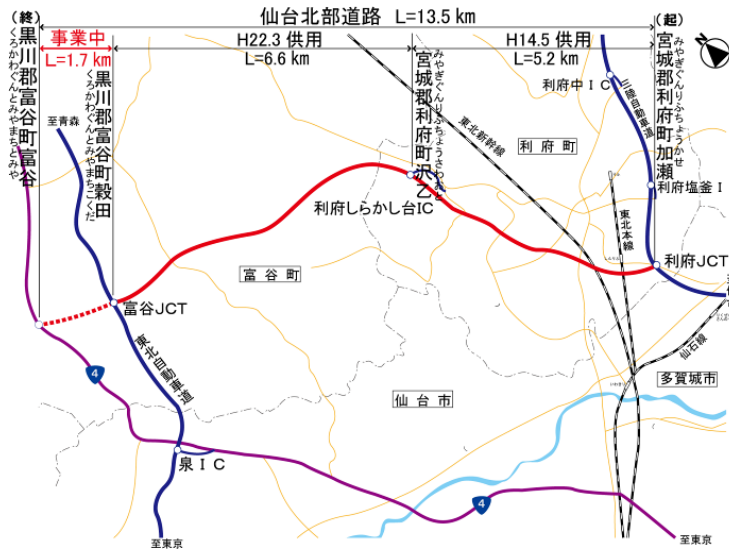 仙台北部道路 L=13.5 km
(終)
(起)
事業中
L=1.7 km
H22.3 供用
L=6.6 km
H14.5 供用
L=5.2 km
黒川郡富谷町富谷
くろかわぐんとみやまちとみや
黒川郡富谷町穀田
くろかわぐんとみやまちこくだ
宮城郡利府町沢乙
みやぎぐんりふちょうさわおと
宮城郡利府町加瀬
みやぎぐんりふちょうかせ
至青森
利府中IC
三陸自動車道
東北新幹線
利府町
利府塩釜I
東北本線
利府しらかし台IC
利府JCT
富谷町
富谷JCT
東北自動車道
仙石線
4
仙台市
多賀城市
泉IC
4
至東京
至東京